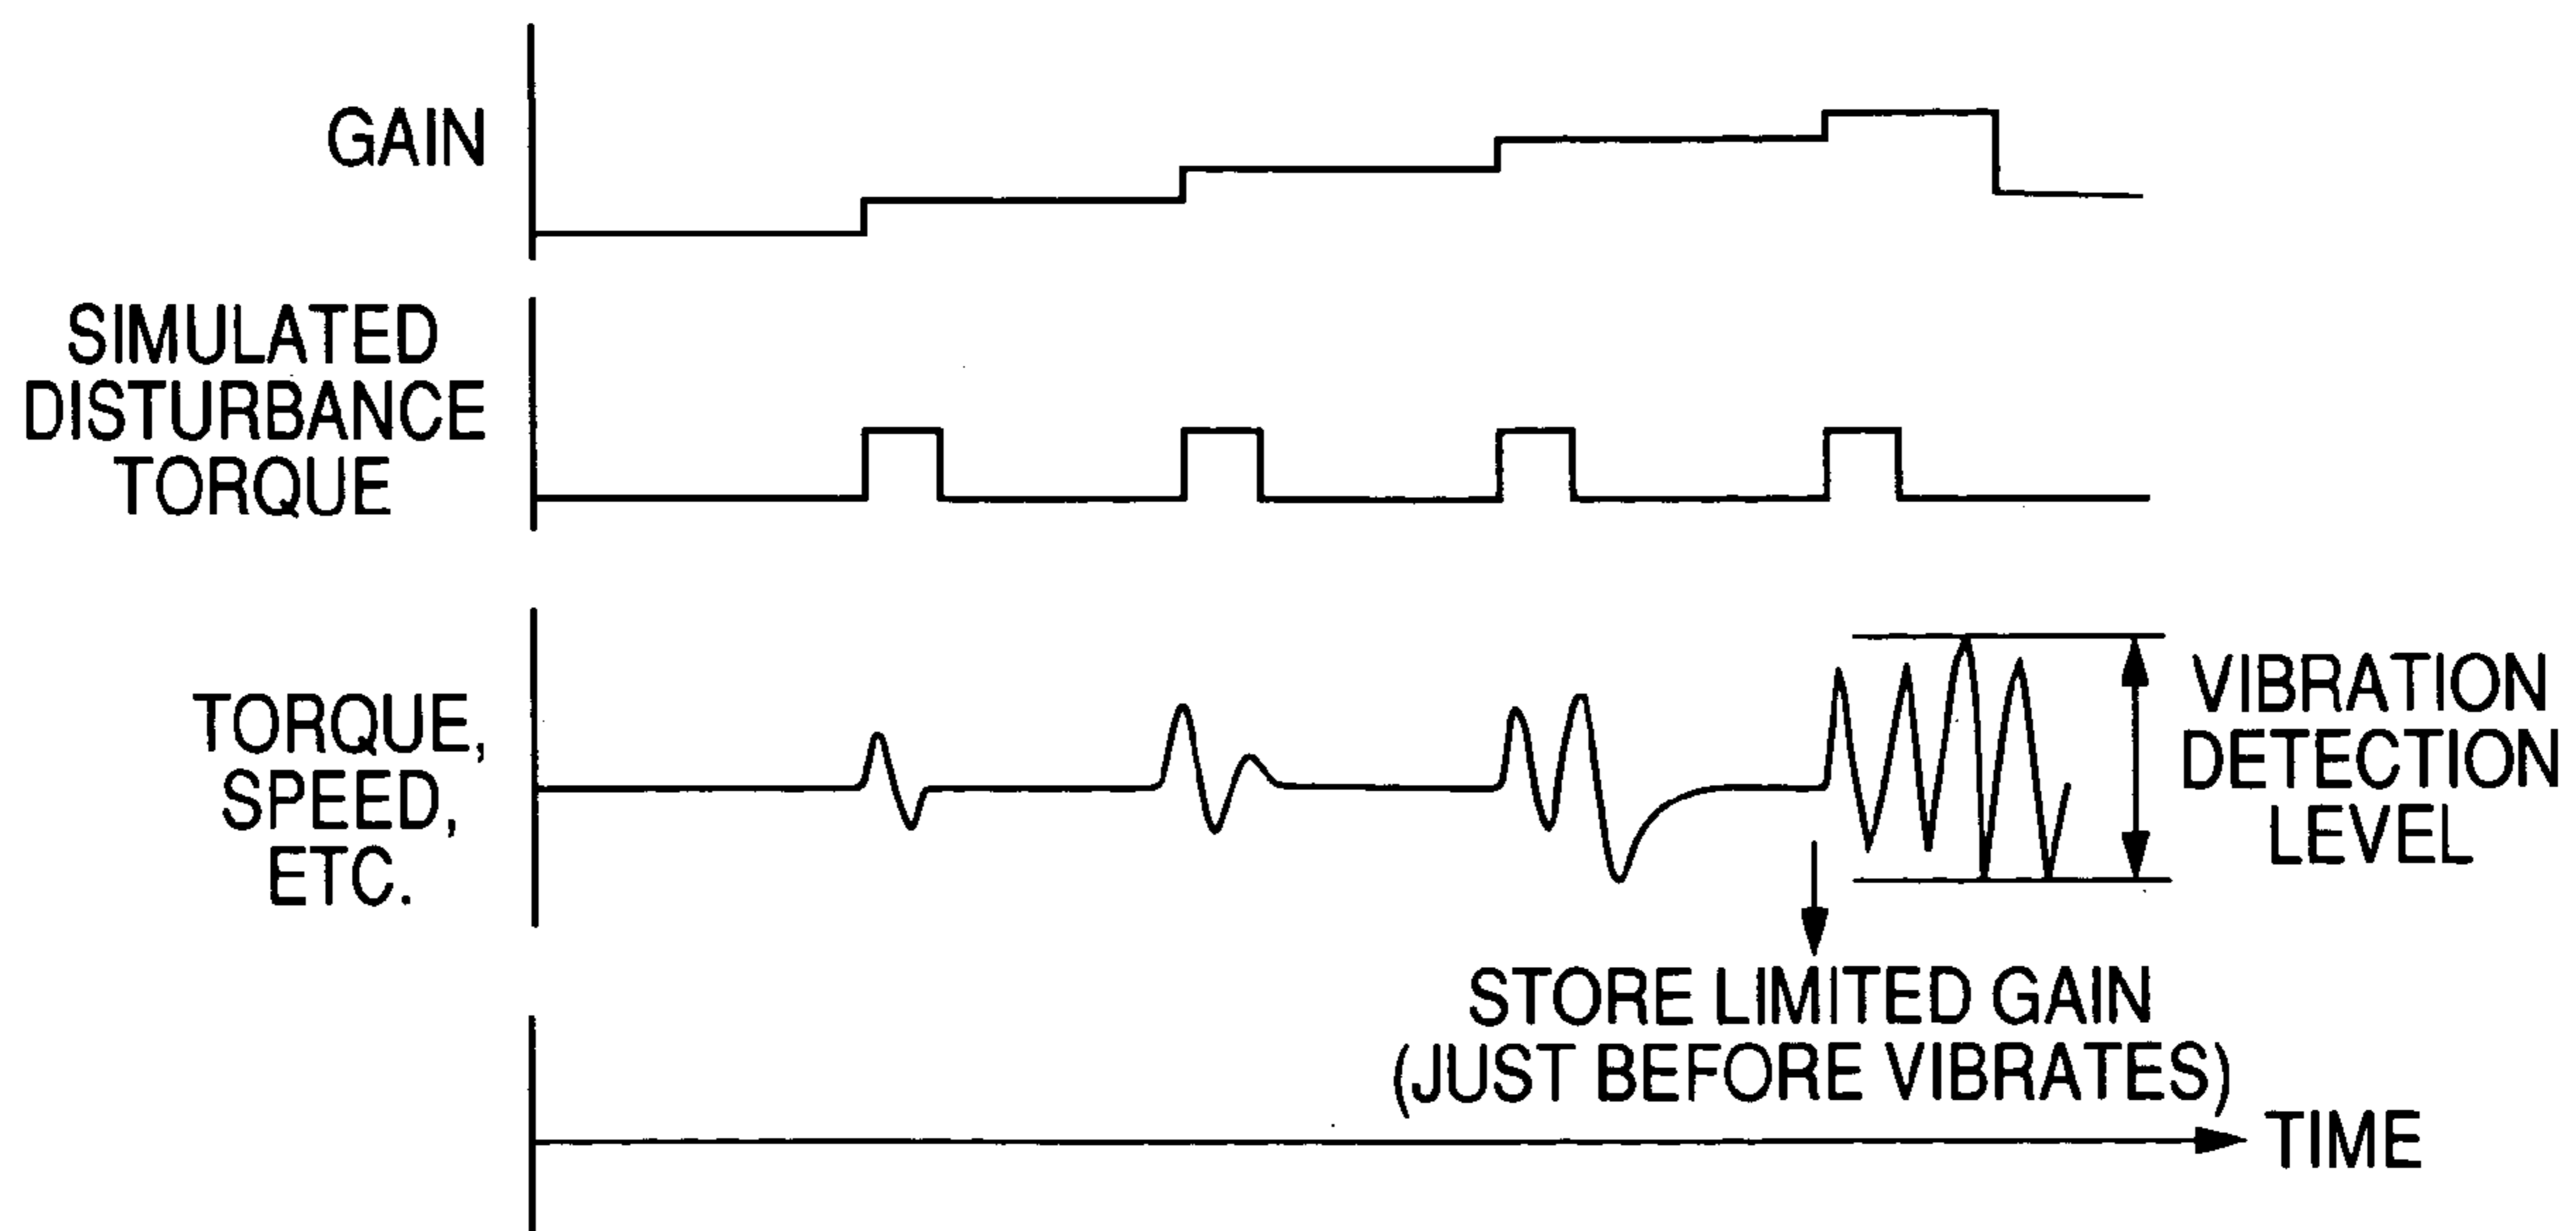 GAIN
SIMULATED
DISTURBANCE
TORQUE
TORQUE,
SPEED,
ETC.
VIBRATION
DETECTION
LEVEL
STORE LIMITED GAIN
(JUST BEFORE VIBRATES)
TIME